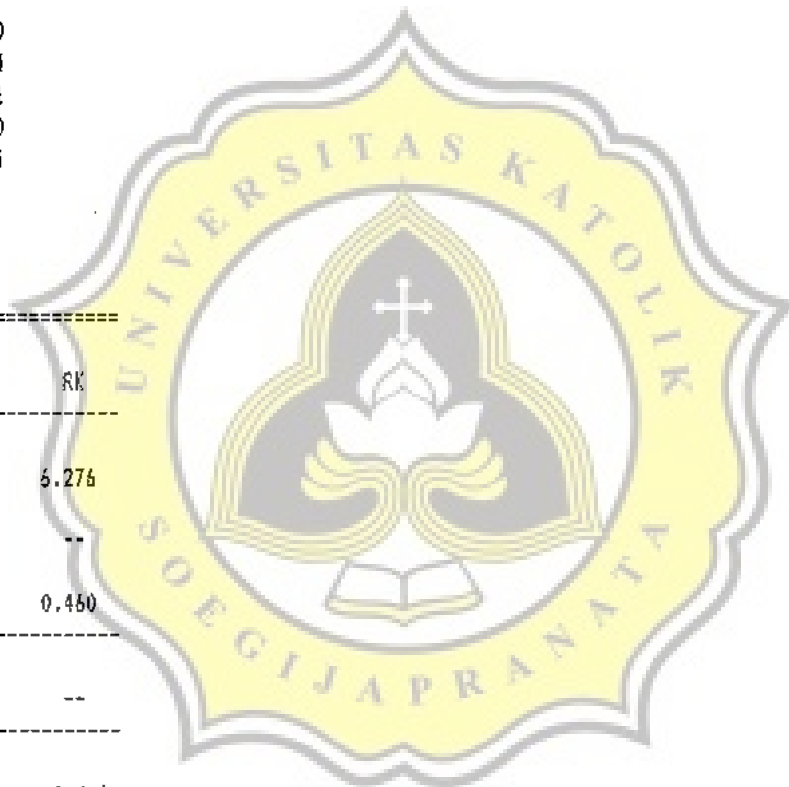 UNIVERSITAS KATOLIK
SOEGIJAPRANATA
RK
6.276
--
0.460
--